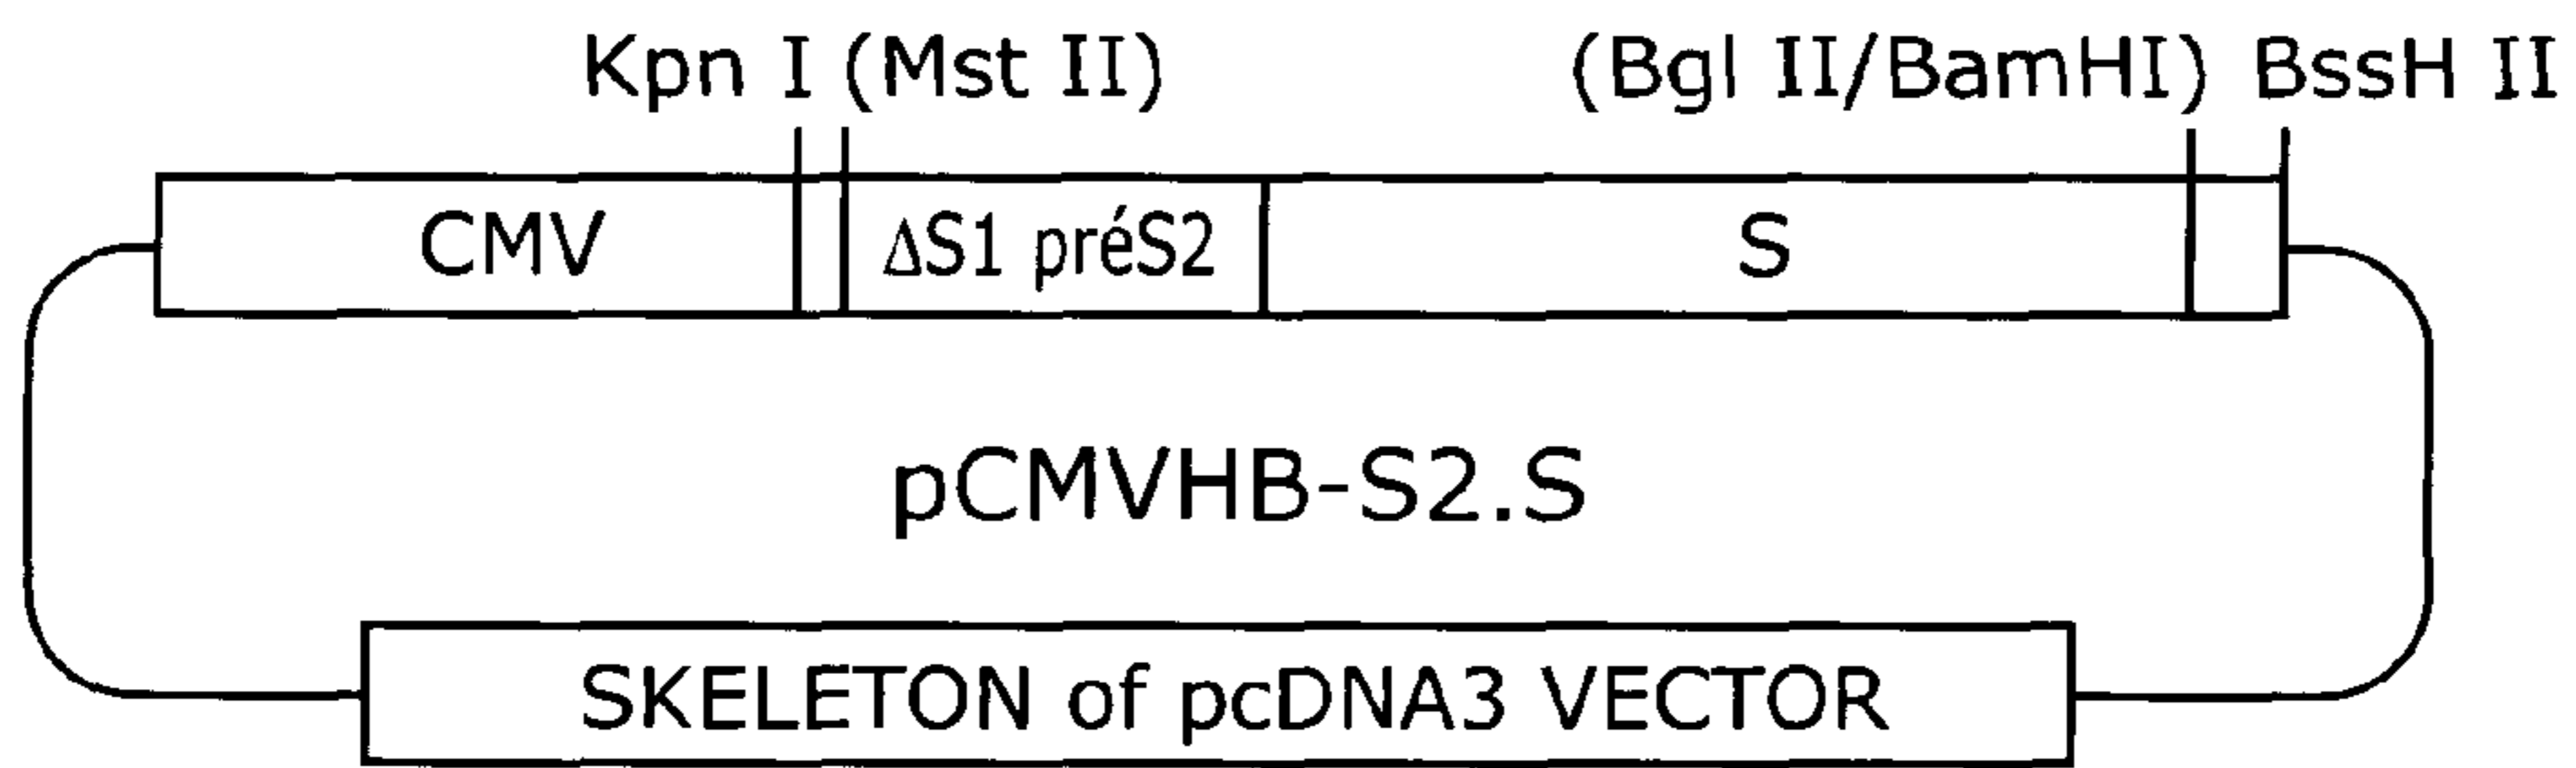 Kpn I (Mst II) (Bgl II/BamHI) BssH II
CMV ΔS1 préS2 S
pCMVHB-S2.S
SKELETON of pcDNA3 VECTOR